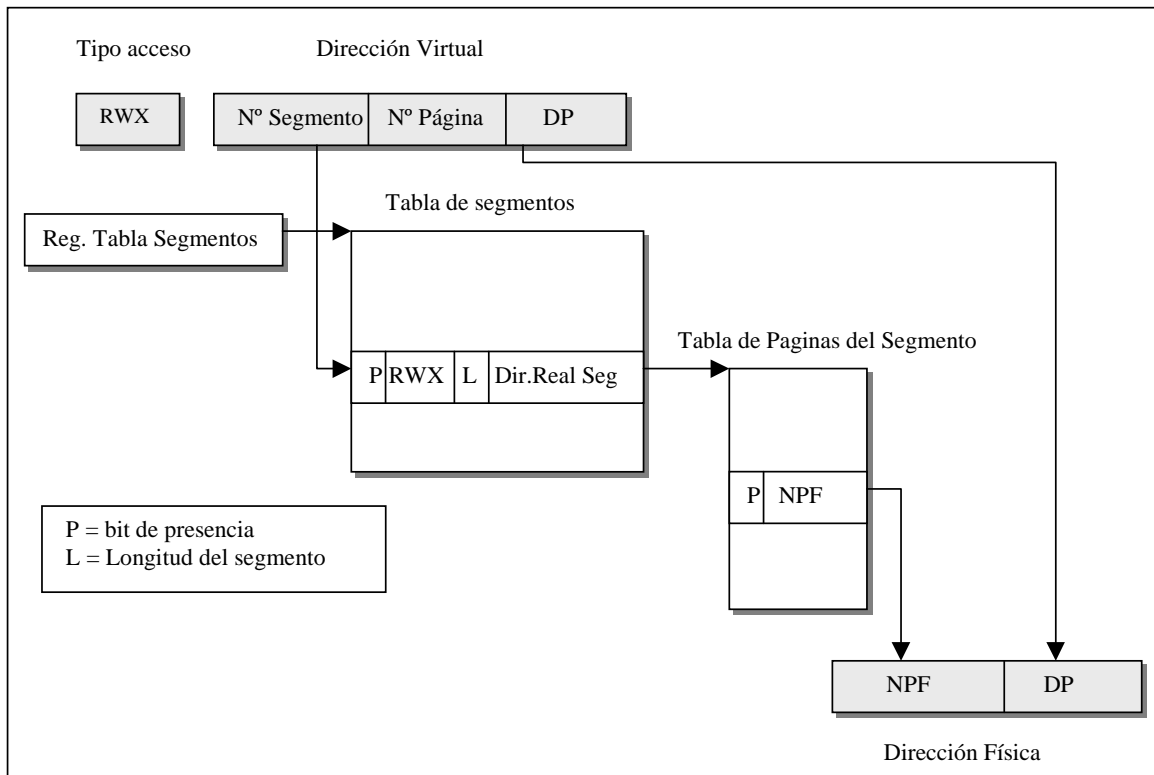 Tipo acceso
Dirección Virtual
RWX
Nº Segmento
Nº Página
DP
Tabla de segmentos
Reg. Tabla Segmentos
Tabla de Paginas del Segmento
P
RWX
L
Dir.Real Seg
P
NPF
P = bit de presencia
L = Longitud del segmento
NPF
DP
Dirección Física